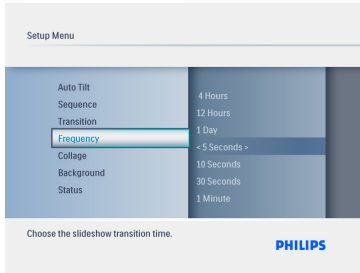 Setup Menu
Auto Tilt
Sequence
Transition
Frequency
Collage
Background
Status
4 Hours
12 Hours
1 Day
< 5 Seconds >
10 Seconds
30 Seconds
1 Minute
Choose the slideshow transition time.
PHILIPS